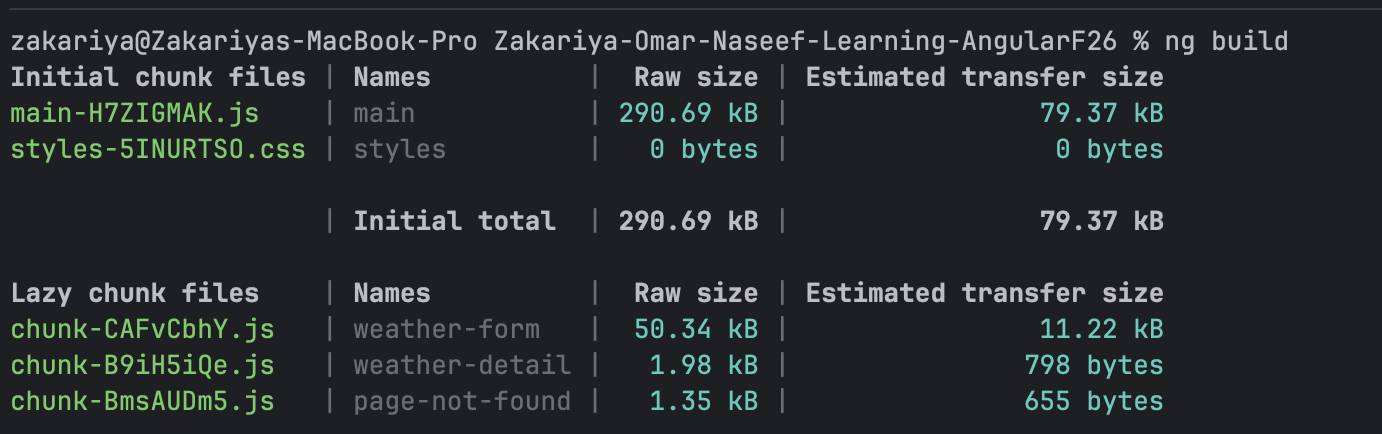 zakariya@Zakariyas-MacBook-Pro Zakariya-Omar-Naseef-Learning-AngularF26 % ng build
Initial chunk files | Names | Raw size | Estimated transfer size
main-H7ZIGMAK.js | main | 290.69 kB | 79.37 kB
styles-5INURTSO.css | styles | 0 bytes | 0 bytes
| Initial total | 290.69 kB | 79.37 kB
Lazy chunk files | Names | Raw size | Estimated transfer size
chunk-CAFvCbhY.js | weather-form | 50.34 kB | 11.22 kB
chunk-B9iH5iQe.js | weather-detail | 1.98 kB | 798 bytes
chunk-BmsAUDm5.js | page-not-found | 1.35 kB | 655 bytes